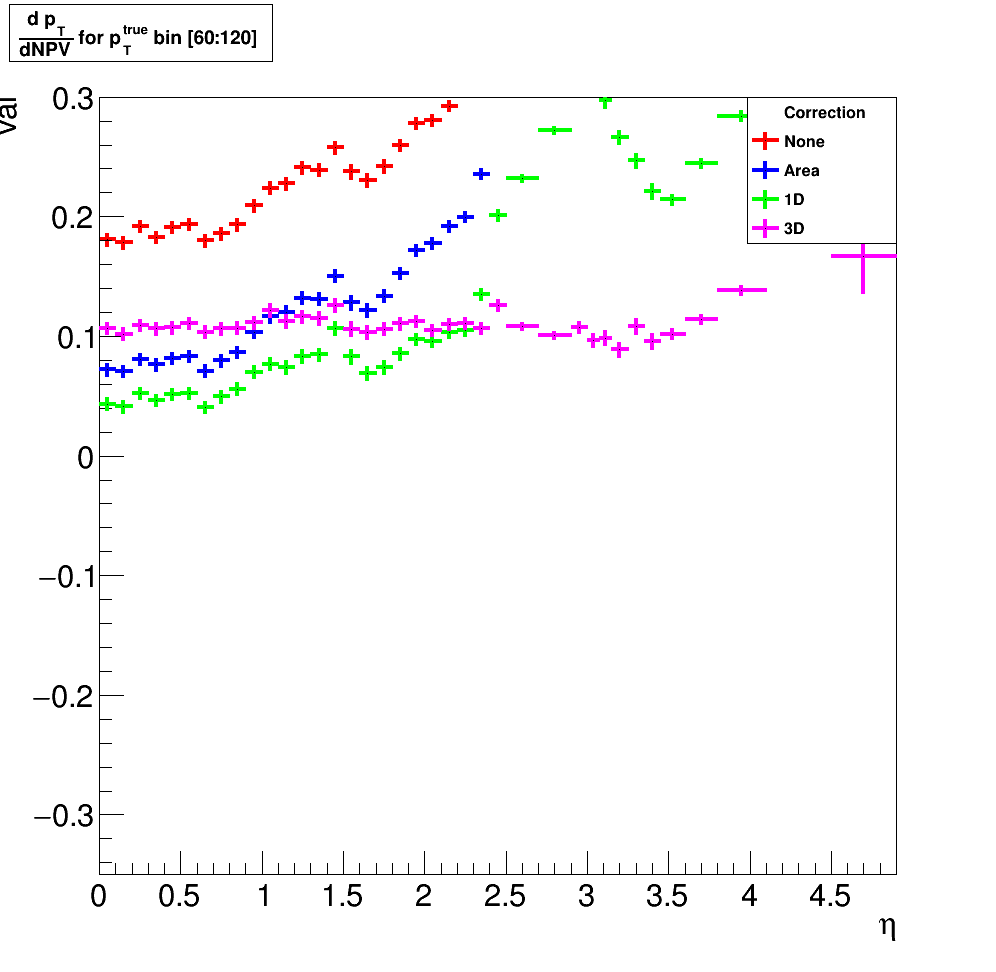 d p_T
dNPV
for p_T^true bin [60:120]
val
0.3
0.2
0.1
0
−0.1
−0.2
−0.3
0 0.5 1 1.5 2 2.5 3 3.5 4 4.5
η
Correction
None
Area
1D
3D